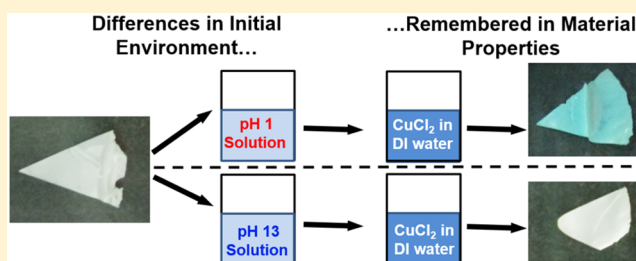 Differences in Initial
Environment…
…Remembered in Material
Properties
pH 1
Solution
CuCl₂ in
DI water
pH 13
Solution
CuCl₂ in
DI water